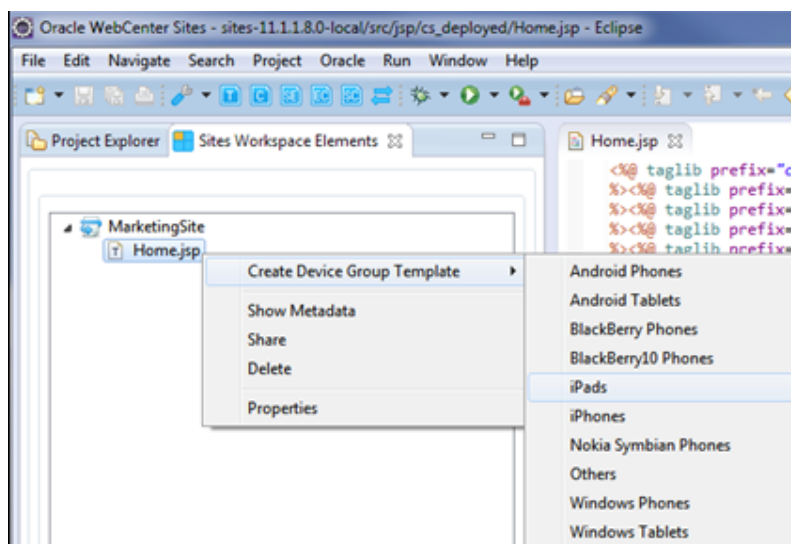 Oracle WebCenter Sites - sites-11.1.1.8.0-local/src/jsp/cs_deployed/Home.jsp - Eclipse
File Edit Navigate Search Project Oracle Run Window Help
Project Explorer Sites Workspace Elements Home.jsp
<%@ taglib prefix="c
%><%@ taglib prefix=
%><%@ taglib prefix=
%><%@ taglib prefix=
%><%@ taglib prefix=
MarketingSite
T Home.jsp
Create Device Group Template
Show Metadata
Share
Delete
Properties
Android Phones
Android Tablets
BlackBerry Phones
BlackBerry10 Phones
iPads
iPhones
Nokia Symbian Phones
Others
Windows Phones
Windows Tablets